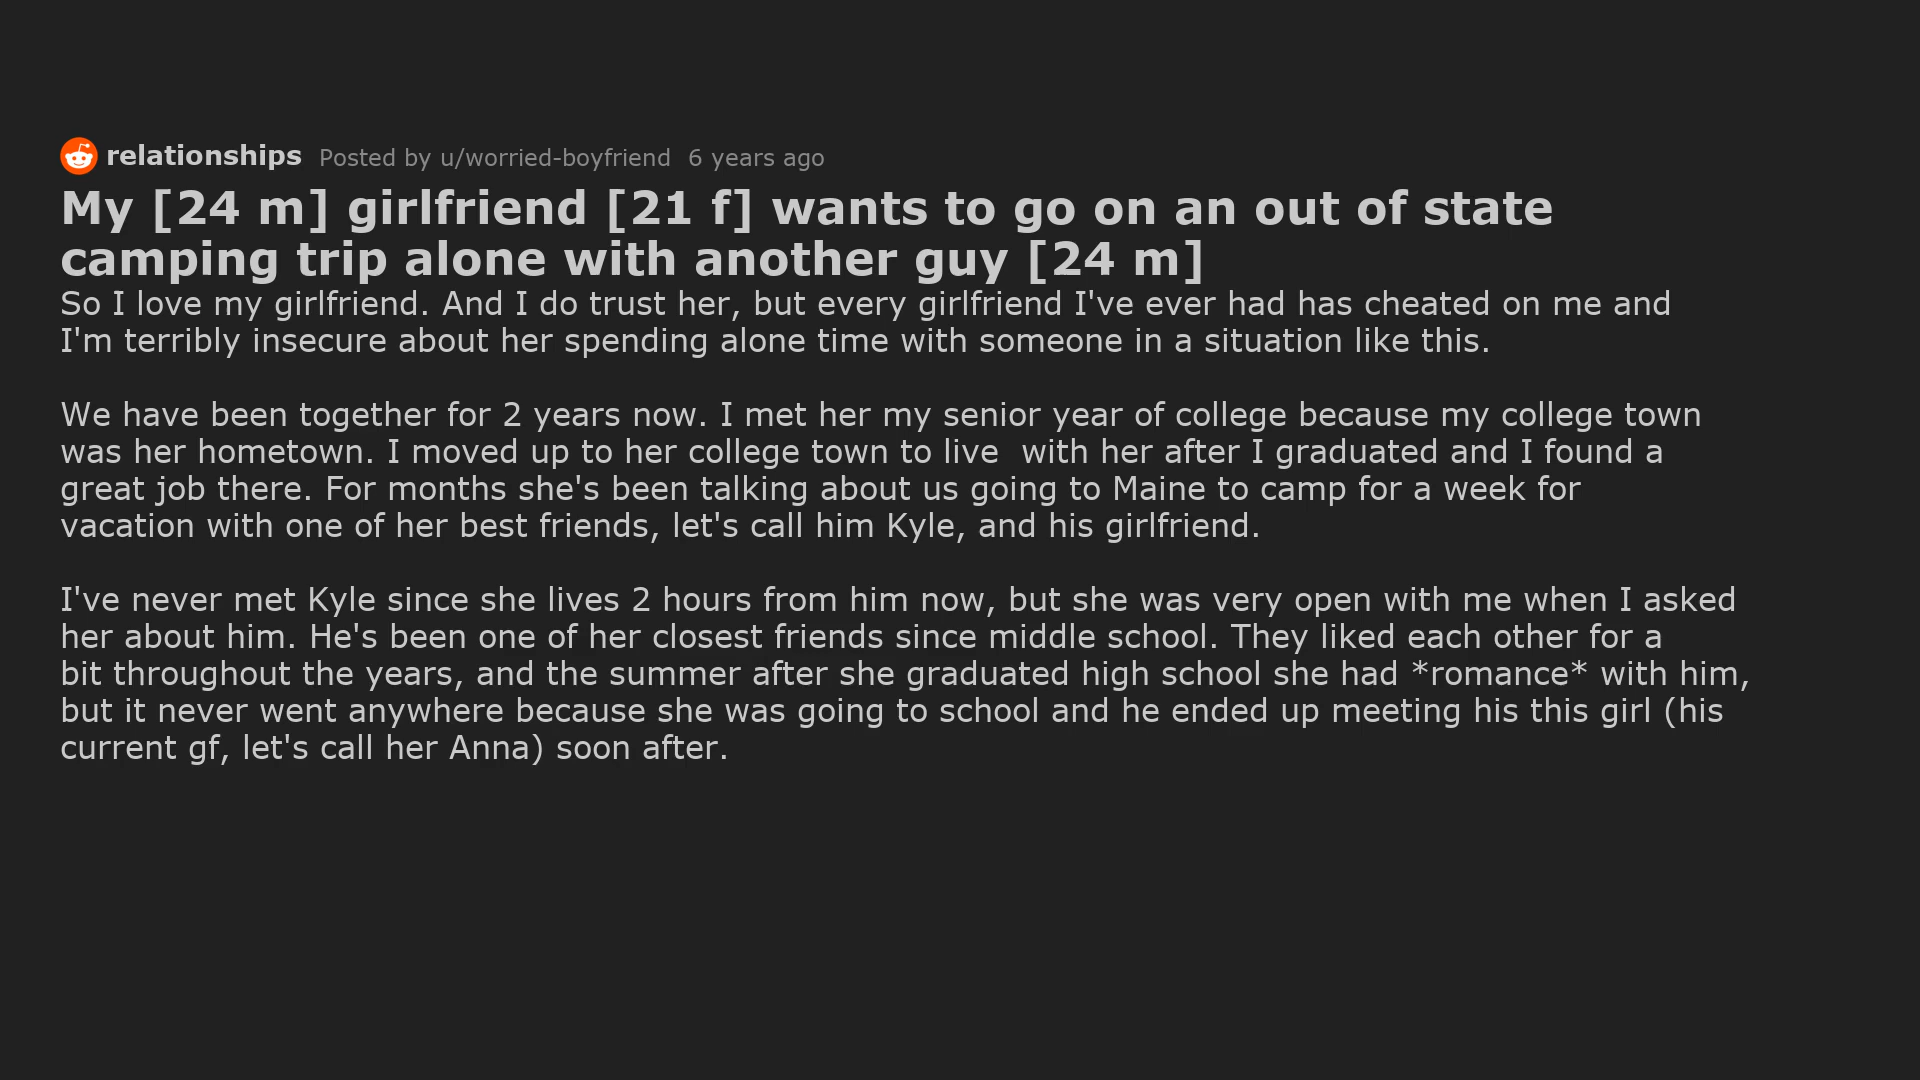 relationships Posted by u/worried-boyfriend 6 years ago
My [24 m] girlfriend [21 f] wants to go on an out of state
camping trip alone with another guy [24 m]
So I love my girlfriend. And I do trust her, but every girlfriend I've ever had has cheated on me and
I'm terribly insecure about her spending alone time with someone in a situation like this.
We have been together for 2 years now. I met her my senior year of college because my college town
was her hometown. I moved up to her college town to live  with her after I graduated and I found a
great job there. For months she's been talking about us going to Maine to camp for a week for
vacation with one of her best friends, let's call him Kyle, and his girlfriend.
I've never met Kyle since she lives 2 hours from him now, but she was very open with me when I asked
her about him. He's been one of her closest friends since middle school. They liked each other for a
bit throughout the years, and the summer after she graduated high school she had *romance* with him,
but it never went anywhere because she was going to school and he ended up meeting his this girl (his
current gf, let's call her Anna) soon after.